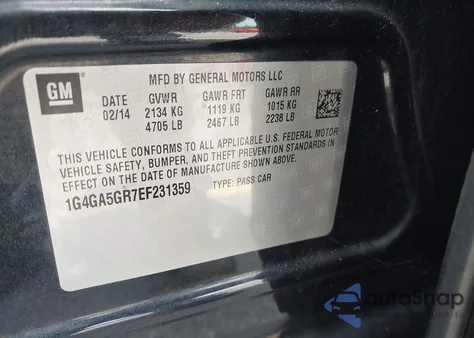 GM
MFD BY GENERAL MOTORS LLC
DATE GVWR GAWR FRT GAWR RR
02/14 2134 KG 1119 KG 1015 KG
4705 LB 2467 LB 2238 LB
THIS VEHICLE CONFORMS TO ALL APPLICABLE U.S. FEDERAL MOTOR
VEHICLE SAFETY, BUMPER, AND THEFT PREVENTION STANDARDS IN
EFFECT ON THE DATE OF MANUFACTURE SHOWN ABOVE.
1G4GA5GR7EF231359 TYPE: PASS CAR
autoSnap